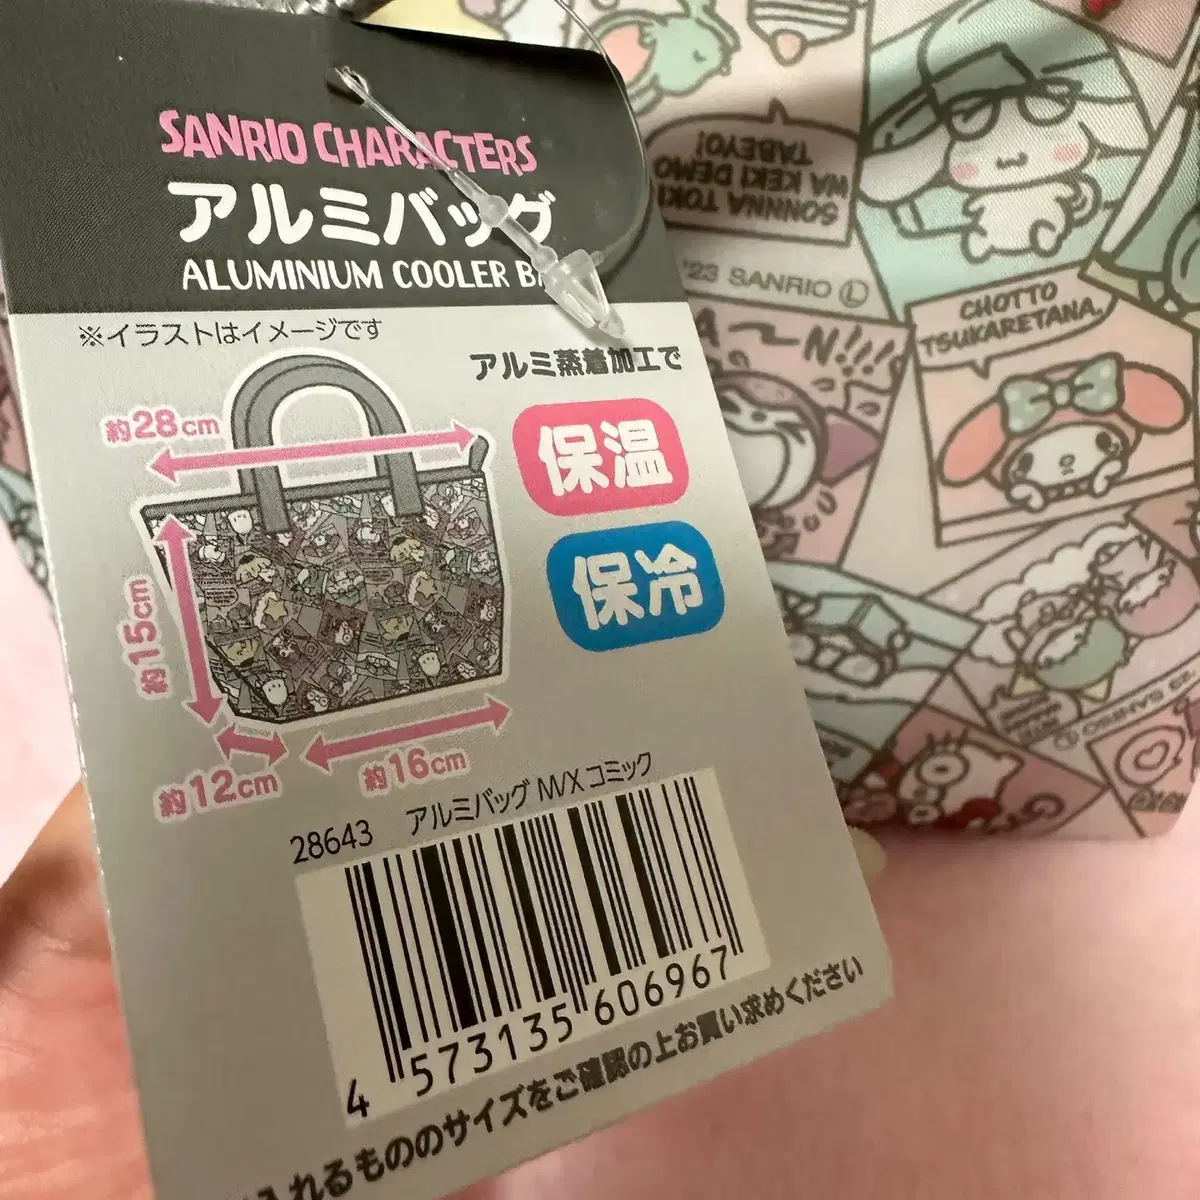 SANRIO CHARACTERS
アルミバッグ
ALUMINIUM COOLER
※イラストはイメージです
アルミ蒸着加工で
保温
保冷
約28cm
約15cm
約12cm
約16cm
28643 アルミバッグ M/X コミック
4 573135 606967
入れるもののサイズをご確認の上お買い求めください
SONNNA TOKI
WA KEKI DEMO
TABEYO!
'23 SANRIO Ⓛ
A〜N!!!!
CHOTTO
TSUKARETANA.